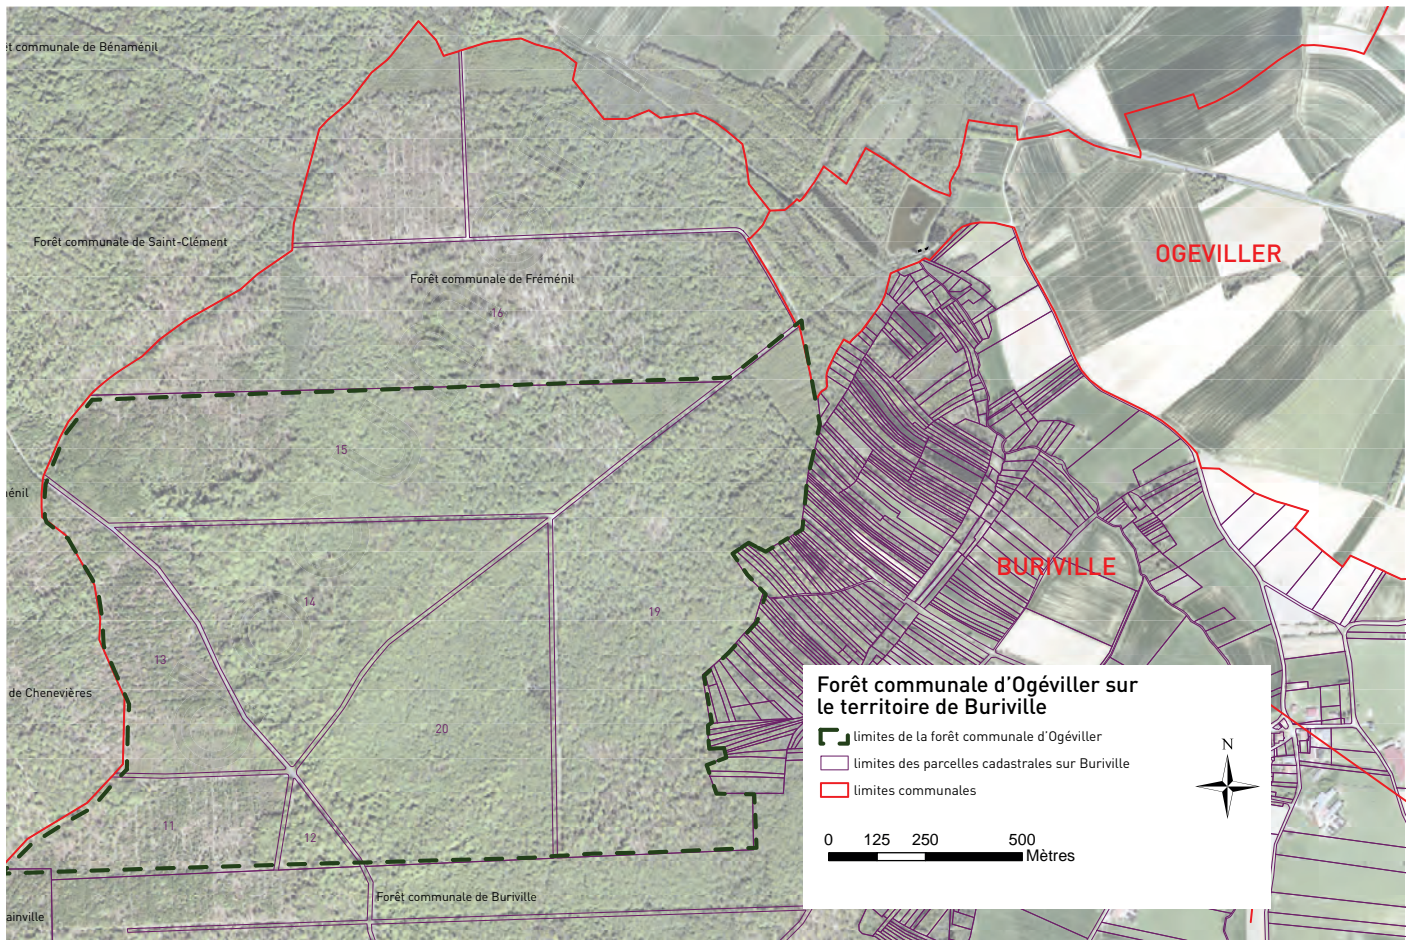 êt communale de Bénaménil
Forêt communale de Saint-Clément
OGEVILLER
Forêt communale de Fréménil
16
15
énil
BURIVILLE
14
19
13
de Chenevières
20
11
12
Forêt communale de Buriville
ainville
Forêt communale d'Ogéviller sur
le territoire de Buriville
limites de la forêt communale d'Ogéviller
limites des parcelles cadastrales sur Buriville
limites communales
N
0 125 250 500
Mètres